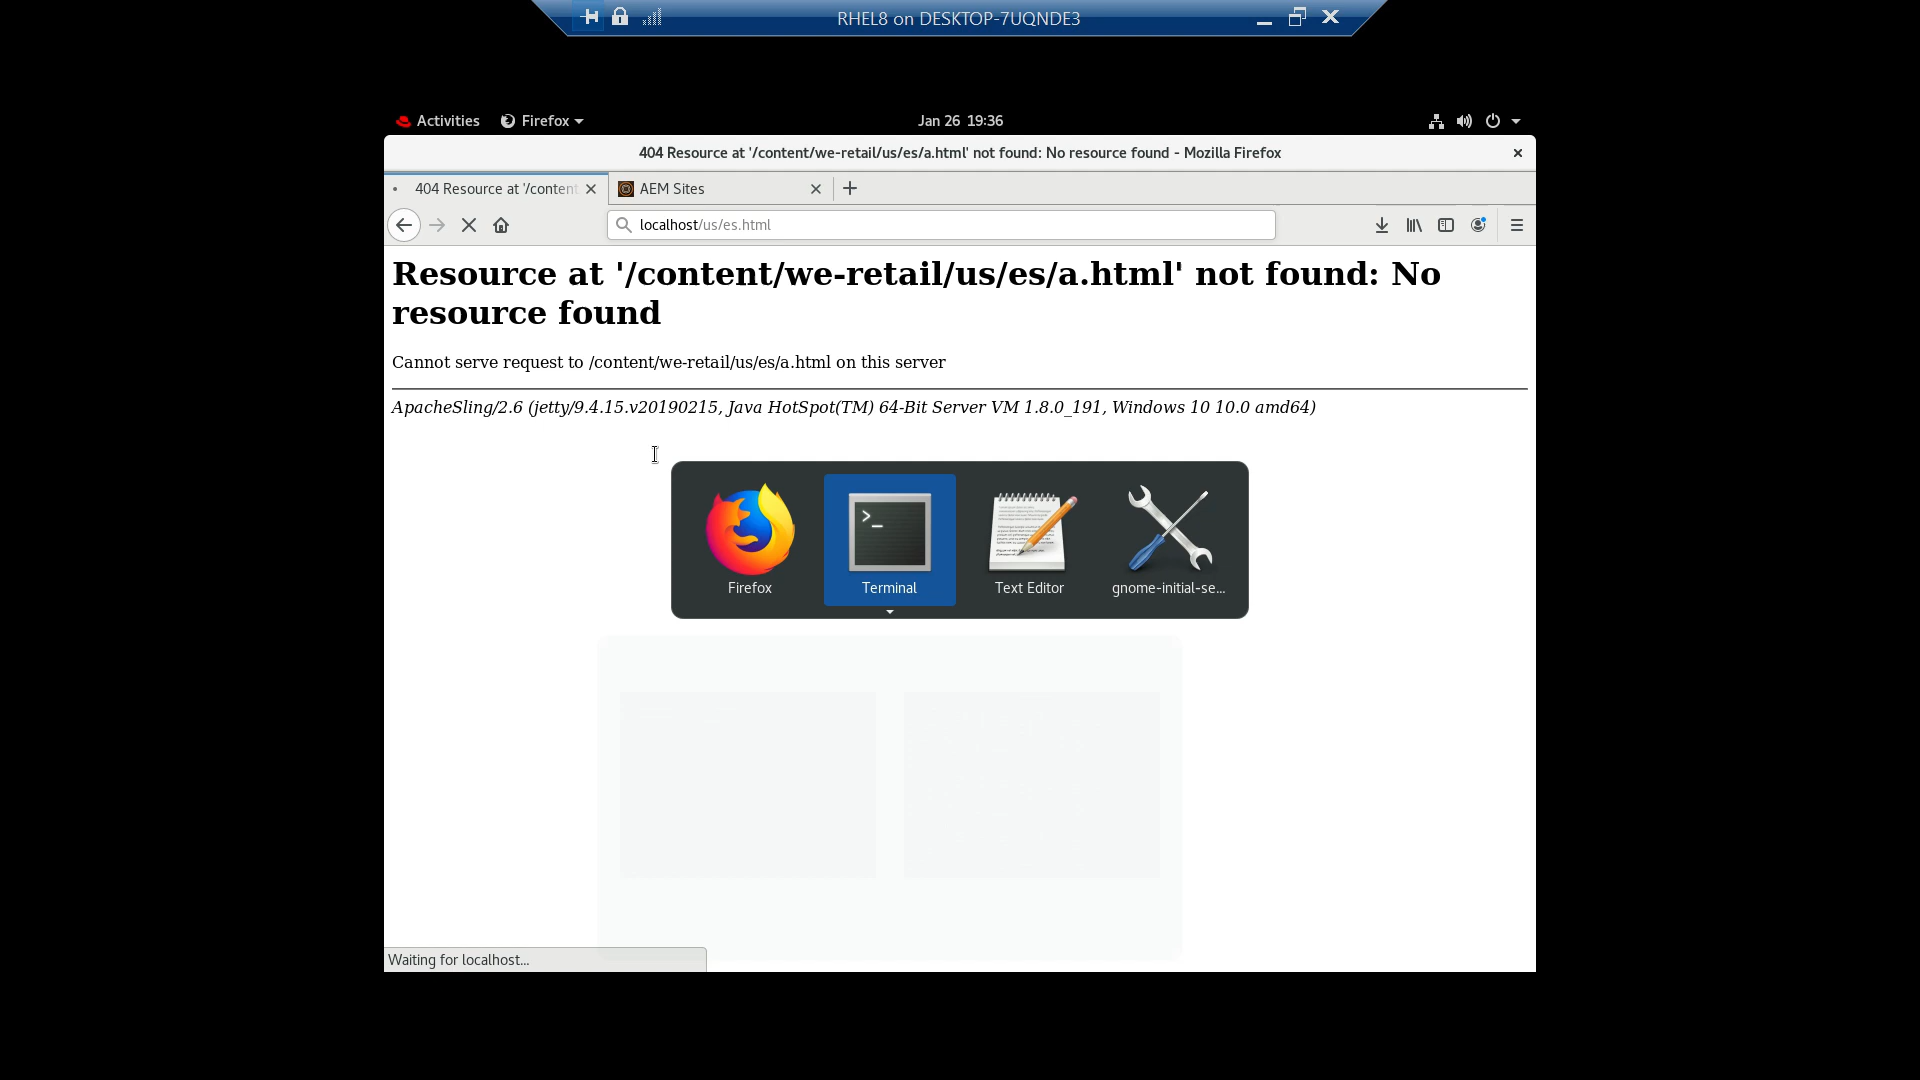 RHEL8 on DESKTOP-7UQNDE3
Activities
Firefox
Jan 26 19:36
404 Resource at '/content/we-retail/us/es/a.html' not found: No resource found - Mozilla Firefox
404 Resource at '/content
AEM Sites
localhost/us/es.html
Resource at '/content/we-retail/us/es/a.html' not found: No
resource found
Cannot serve request to /content/we-retail/us/es/a.html on this server
ApacheSling/2.6 (jetty/9.4.15.v20190215, Java HotSpot(TM) 64-Bit Server VM 1.8.0_191, Windows 10 10.0 amd64)
Firefox
Terminal
Text Editor
gnome-initial-se...
Waiting for localhost...